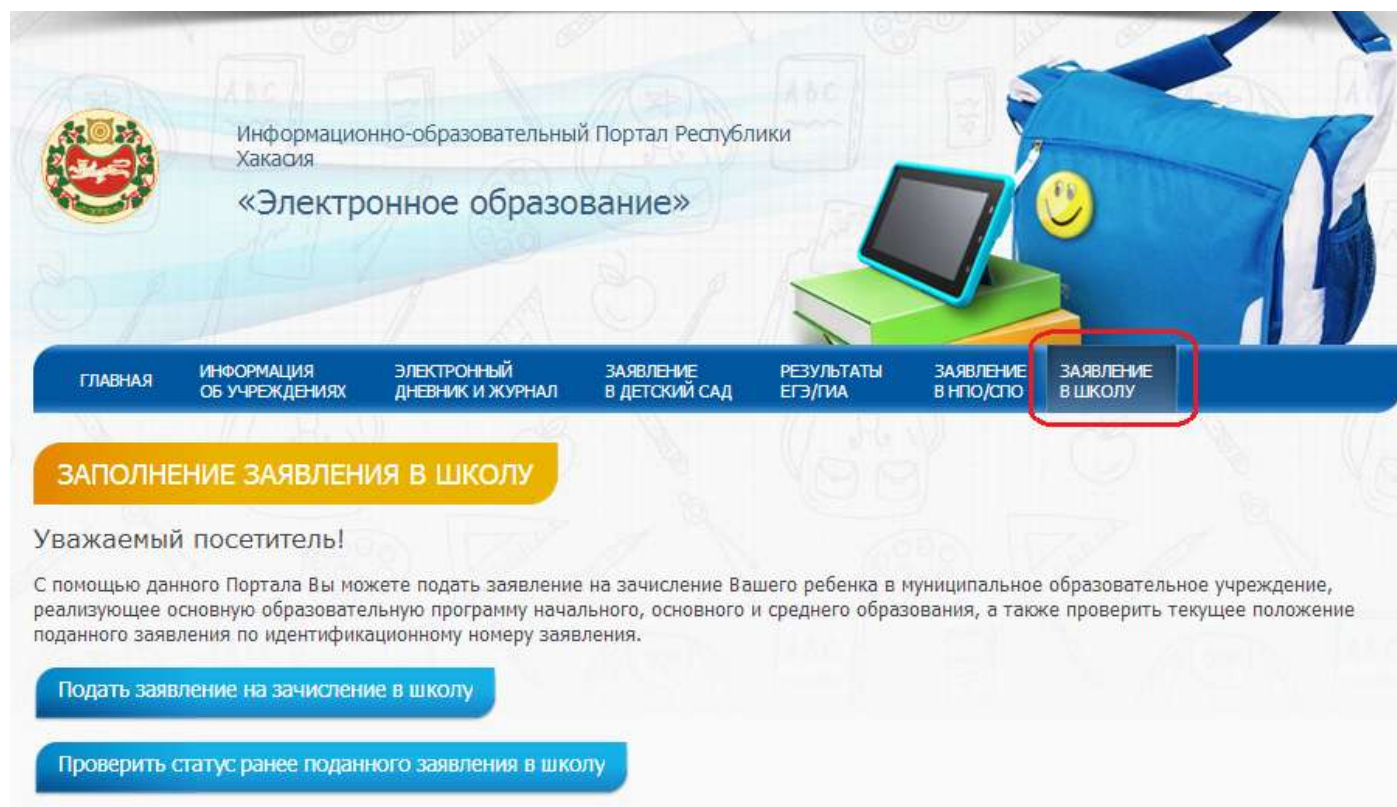 Информационно-образовательный Портал Республики
Хакасия
«Электронное образование»
ГЛАВНАЯ
ИНФОРМАЦИЯ
ОБ УЧРЕЖДЕНИЯХ
ЭЛЕКТРОННЫЙ
ДНЕВНИК И ЖУРНАЛ
ЗАЯВЛЕНИЕ
В ДЕТСКИЙ САД
РЕЗУЛЬТАТЫ
ЕГЭ/ГИА
ЗАЯВЛЕНИЕ
В НПО/СПО
ЗАЯВЛЕНИЕ
В ШКОЛУ
ЗАПОЛНЕНИЕ ЗАЯВЛЕНИЯ В ШКОЛУ
Уважаемый посетитель!
С помощью данного Портала Вы можете подать заявление на зачисление Вашего ребенка в муниципальное образовательное учреждение,
реализующее основную образовательную программу начального, основного и среднего образования, а также проверить текущее положение
поданного заявления по идентификационному номеру заявления.
Подать заявление на зачисление в школу
Проверить статус ранее поданного заявления в школу